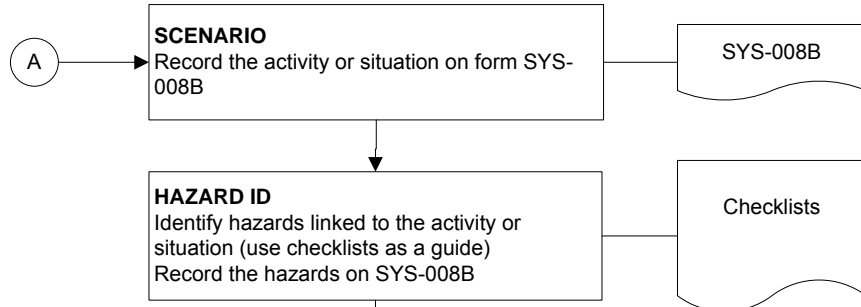 A
SCENARIO
Record the activity or situation on form SYS-
008B
SYS-008B
HAZARD ID
Identify hazards linked to the activity or
situation (use checklists as a guide)
Record the hazards on SYS-008B
Checklists